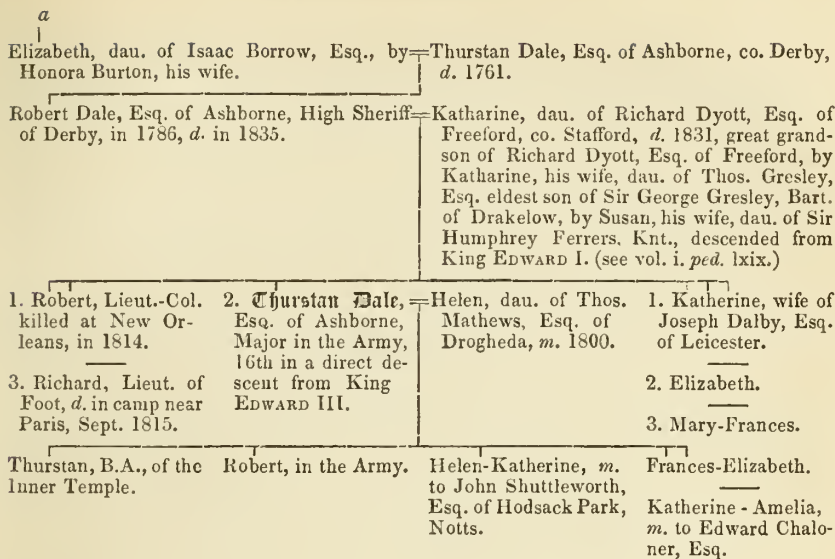 a
Elizabeth, dau. of Isaac Borrow, Esq., by
Honora Burton, his wife.
Thurstan Dale, Esq. of Ashborne, co. Derby,
d. 1761.
Robert Dale, Esq. of Ashborne, High Sheriff
of Derby, in 1786, d. in 1835.
Katharine, dau. of Richard Dyott, Esq. of
Freeford, co. Stafford, d. 1831, great grand-
son of Richard Dyott, Esq. of Freeford, by
Katharine, his wife, dau. of Thos. Gresley,
Esq. eldest son of Sir George Gresley, Bart.
of Drakelow, by Susan, his wife, dau. of Sir
Humphrey Ferrers, Knt., descended from
King EDWARD I. (see vol. i. ped. lxix.)
1. Robert, Lieut.-Col.
killed at New Or-
leans, in 1814.
3. Richard, Lieut. of
Foot, d. in camp near
Paris, Sept. 1815.
2. Thurstan Dale,
Esq. of Ashborne,
Major in the Army,
16th in a direct de-
scent from King
EDWARD III.
Helen, dau. of Thos.
Mathews, Esq. of
Drogheda, m. 1800.
1. Katherine, wife of
Joseph Dalby, Esq.
of Leicester.
2. Elizabeth.
3. Mary-Frances.
Thurstan, B.A., of the
Inner Temple.
Robert, in the Army.
Helen-Katherine, m.
to John Shuttleworth,
Esq. of Hodsack Park,
Notts.
Frances-Elizabeth.
Katherine-Amelia,
m. to Edward Chalo-
ner, Esq.